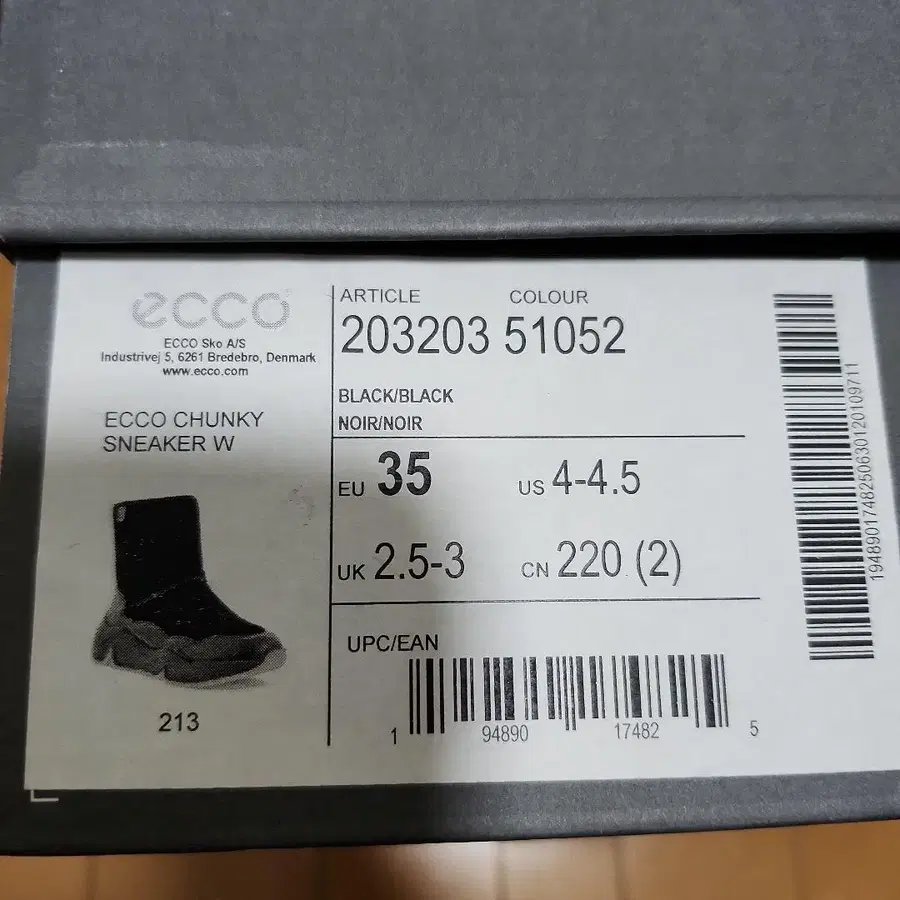 ecco
ECCO Sko A/S
Industrivej 5, 6261 Bredebro, Denmark
www.ecco.com
ECCO CHUNKY
SNEAKER W
213
ARTICLE COLOUR
203203 51052
BLACK/BLACK
NOIR/NOIR
EU 35 US 4-4.5
UK 2.5-3 CN 220 (2)
UPC/EAN
1 94890 17482 5
1948901748250630120109711